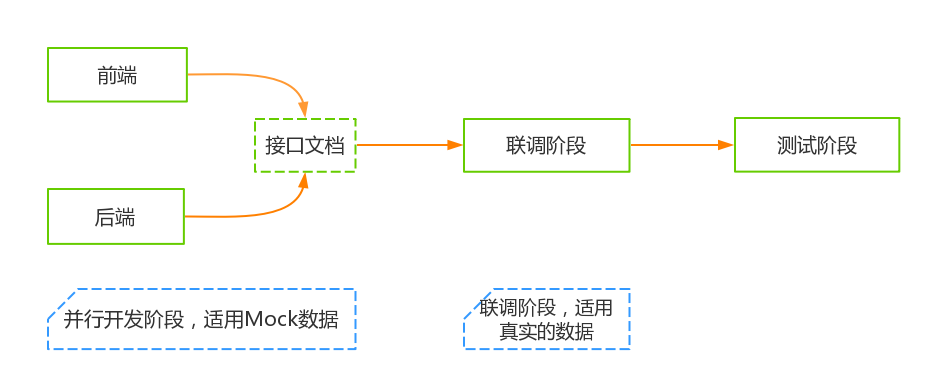 前端
接口文档
联调阶段
测试阶段
后端
并行开发阶段，适用Mock数据
联调阶段，适用
真实的数据